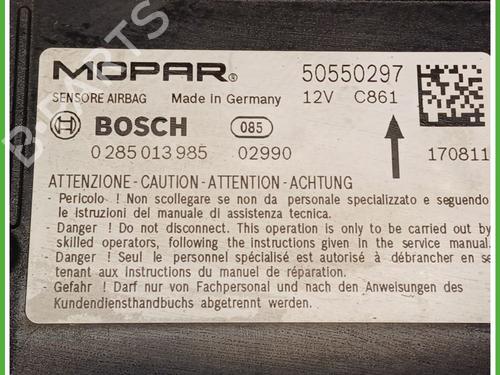 MOPAR® 50550297
SENSORE AIRBAG Made in Germany 12V C861
BOSCH 085
0 285 013 985 02990 170811
ATTENZIONE-CAUTION-ATTENTION-ACHTUNG
- Pericolo ! Non scollegare se non da personale specializzato e seguendo
le istruzioni del manuale di assistenza tecnica.
- Danger ! Do not disconnect. This operation is only to be carried out by
skilled operators, following the instructions given in the service manual.
- Danger ! Seul le personnel spécialisé est autorisé à débrancher en se
tenant aux instructions du manuel de réparation.
- Gefahr ! Darf nur von Fachpersonal und nach den Anweisungen des
Kundendiensthandbuchs abgetrennt werden.